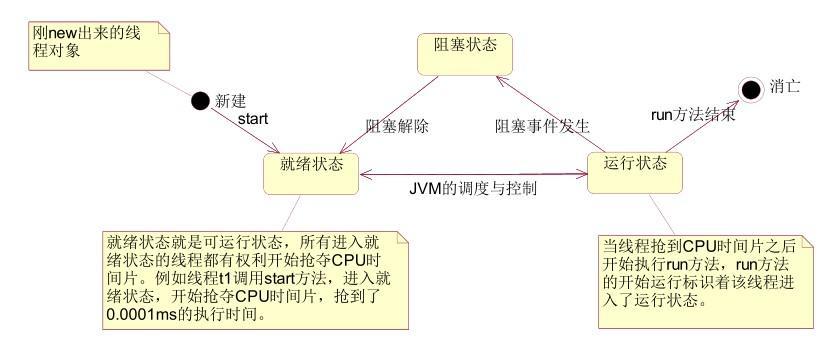 刚new出来的线
程对象
阻塞状态
新建
消亡
start
阻塞解除
阻塞事件发生
run方法结束
就绪状态
运行状态
JVM的调度与控制
就绪状态就是可运行状态，所有进入就
绪状态的线程都有权利开始抢夺CPU时
间片。例如线程t1调用start方法，进入就
绪状态，开始抢夺CPU时间片，抢到了
0.0001ms的执行时间。
当线程抢到CPU时间片之后
开始执行run方法，run方法
的开始运行标识着该线程进
入了运行状态。